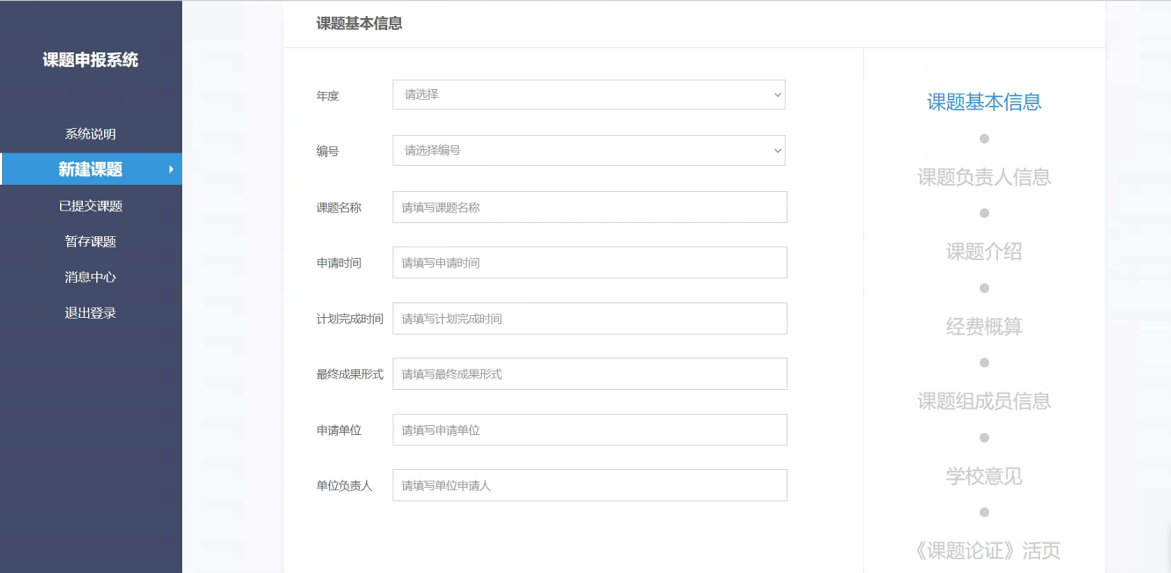 课题申报系统
系统说明
新建课题
已提交课题
暂存课题
消息中心
退出登录
课题基本信息
年度 请选择
编号 请选择编号
课题名称 请填写课题名称
申请时间 请填写申请时间
计划完成时间 请填写计划完成时间
最终成果形式 请填写最终成果形式
申请单位 请填写申请单位
单位负责人 请填写单位申请人
课题基本信息
课题负责人信息
课题介绍
经费概算
课题组成员信息
学校意见
《课题论证》活页